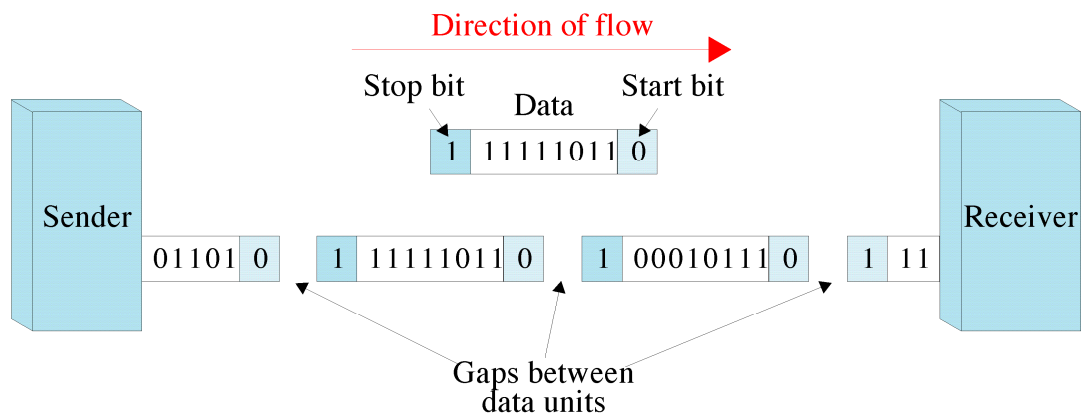 Direction of flow
Stop bit
Data
Start bit
1 11111011 0
Sender
Receiver
01101 0
1 11111011 0
1 00010111 0
1 11
Gaps between
data units